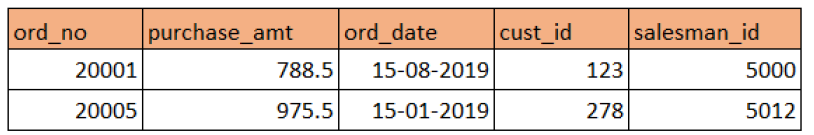 ord_no purchase_amt ord_date cust_id salesman_id
20001 788.5 15-08-2019 123 5000
20005 975.5 15-01-2019 278 5012